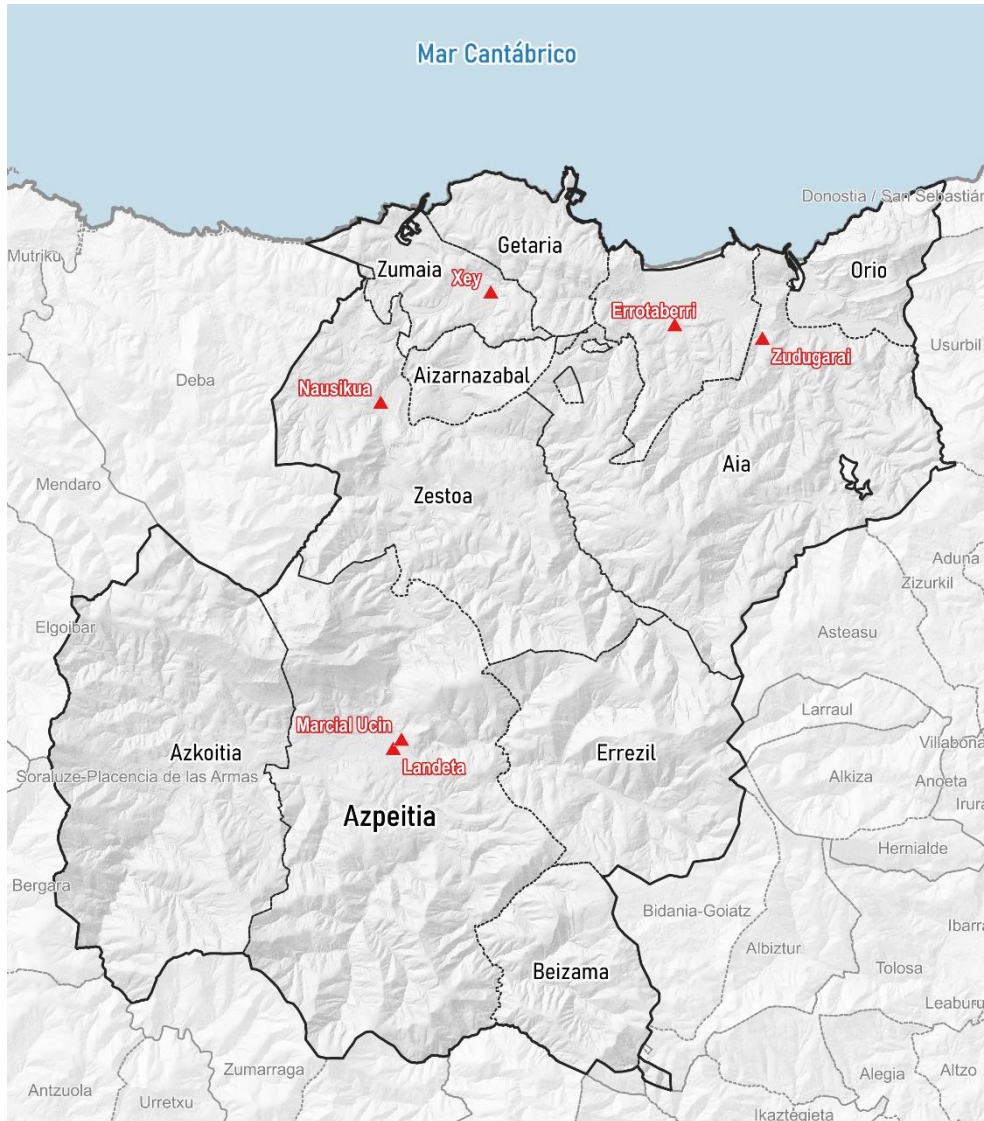 Mar Cantábrico
Donostia / San Sebastián
Mutriku
Getaria
Zumaia
Orio
Xey
Errotaberri
Usurbil
Zudugarai
Deba
Aizarnazabal
Nausikua
Aia
Mendaro
Zestoa
Aduna
Zizurkil
Elgoibar
Asteasu
Larraul
Marcial Ucin
Azkoitia
Errezil
Villabona
Landeta
Soraluze-Placencia de las Armas
Alkiza
Anoeta
Irura
Azpeitia
Hernialde
Bergara
Bidania-Goiatz
Ibarra
Albiztur
Beizama
Tolosa
Leaburu
Zumarraga
Alegia
Altzo
Antzuola
Urretxu
Ikaztegieta